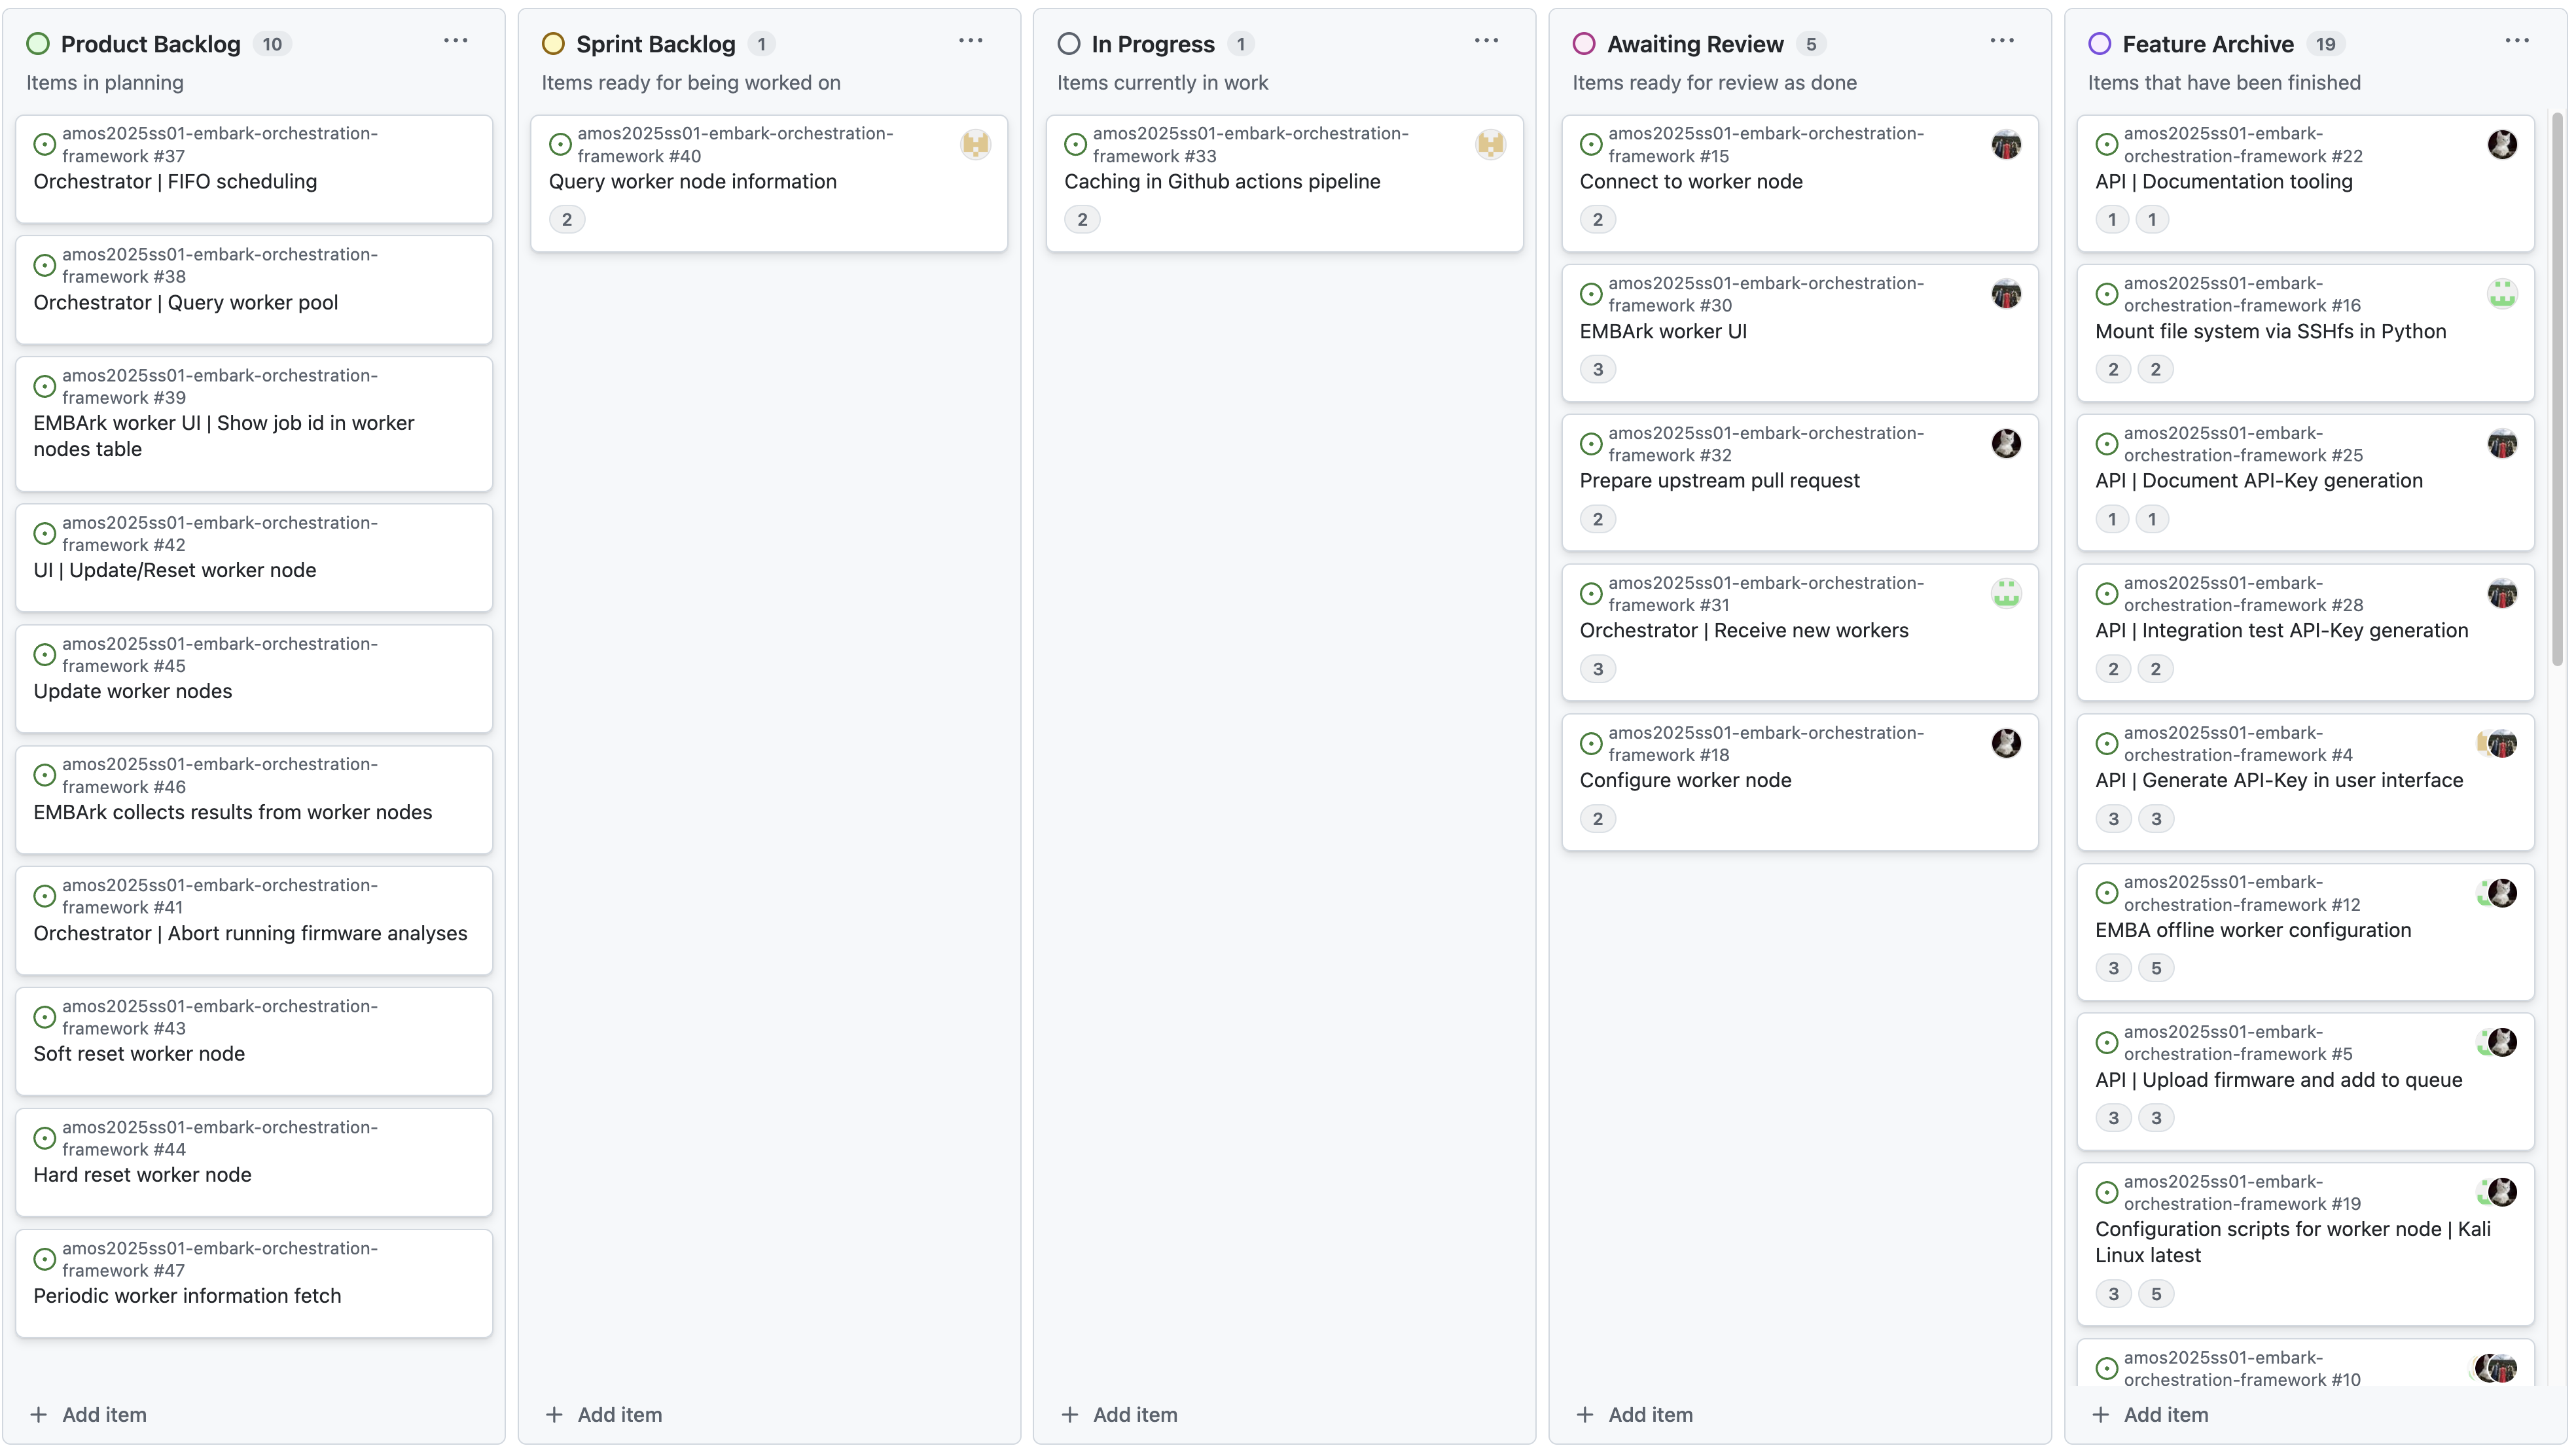 Product Backlog 10
Items in planning
amos2025ss01-embark-orchestration-
framework #37
Orchestrator | FIFO scheduling
amos2025ss01-embark-orchestration-
framework #38
Orchestrator | Query worker pool
amos2025ss01-embark-orchestration-
framework #39
EMBArk worker UI | Show job id in worker
nodes table
amos2025ss01-embark-orchestration-
framework #42
UI | Update/Reset worker node
amos2025ss01-embark-orchestration-
framework #45
Update worker nodes
amos2025ss01-embark-orchestration-
framework #46
EMBArk collects results from worker nodes
amos2025ss01-embark-orchestration-
framework #41
Orchestrator | Abort running firmware analyses
amos2025ss01-embark-orchestration-
framework #43
Soft reset worker node
amos2025ss01-embark-orchestration-
framework #44
Hard reset worker node
amos2025ss01-embark-orchestration-
framework #47
Periodic worker information fetch
+ Add item
Sprint Backlog 1
Items ready for being worked on
amos2025ss01-embark-orchestration-
framework #40
Query worker node information
2
+ Add item
In Progress 1
Items currently in work
amos2025ss01-embark-orchestration-
framework #33
Caching in Github actions pipeline
2
+ Add item
Awaiting Review 5
Items ready for review as done
amos2025ss01-embark-orchestration-
framework #15
Connect to worker node
2
amos2025ss01-embark-orchestration-
framework #30
EMBArk worker UI
3
amos2025ss01-embark-orchestration-
framework #32
Prepare upstream pull request
2
amos2025ss01-embark-orchestration-
framework #31
Orchestrator | Receive new workers
3
amos2025ss01-embark-orchestration-
framework #18
Configure worker node
2
+ Add item
Feature Archive 19
Items that have been finished
amos2025ss01-embark-
orchestration-framework #22
API | Documentation tooling
1 1
amos2025ss01-embark-
orchestration-framework #16
Mount file system via SSHfs in Python
2 2
amos2025ss01-embark-
orchestration-framework #25
API | Document API-Key generation
1 1
amos2025ss01-embark-
orchestration-framework #28
API | Integration test API-Key generation
2 2
amos2025ss01-embark-
orchestration-framework #4
API | Generate API-Key in user interface
3 3
amos2025ss01-embark-
orchestration-framework #12
EMBA offline worker configuration
3 5
amos2025ss01-embark-
orchestration-framework #5
API | Upload firmware and add to queue
3 3
amos2025ss01-embark-
orchestration-framework #19
Configuration scripts for worker node | Kali
Linux latest
3 5
amos2025ss01-embark-
orchestration-framework #10
+ Add item